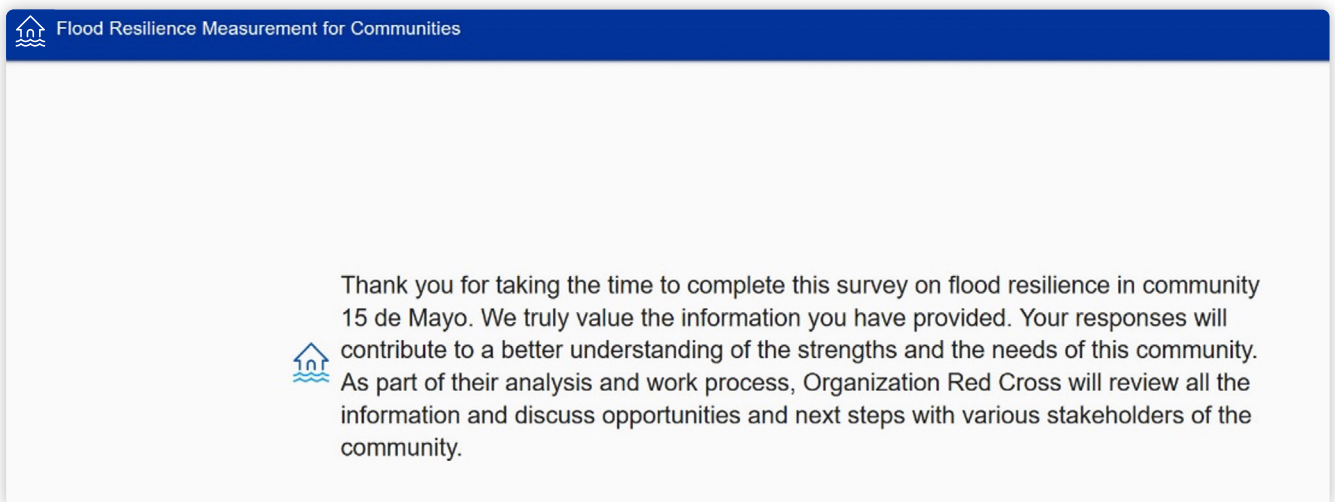 Flood Resilience Measurement for Communities
Thank you for taking the time to complete this survey on flood resilience in community
15 de Mayo. We truly value the information you have provided. Your responses will
contribute to a better understanding of the strengths and the needs of this community.
As part of their analysis and work process, Organization Red Cross will review all the
information and discuss opportunities and next steps with various stakeholders of the
community.